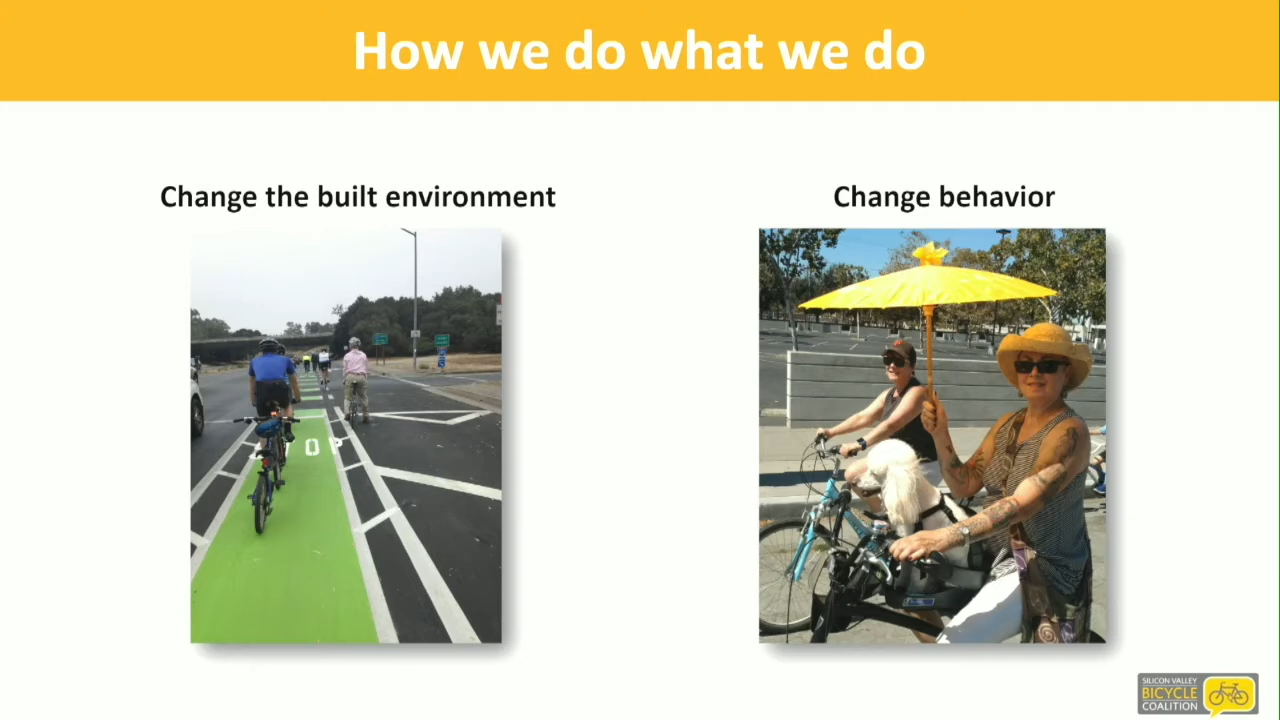 How we do what we do
Change the built environment
Change behavior
SILICON VALLEY
BICYCLE
COALITION